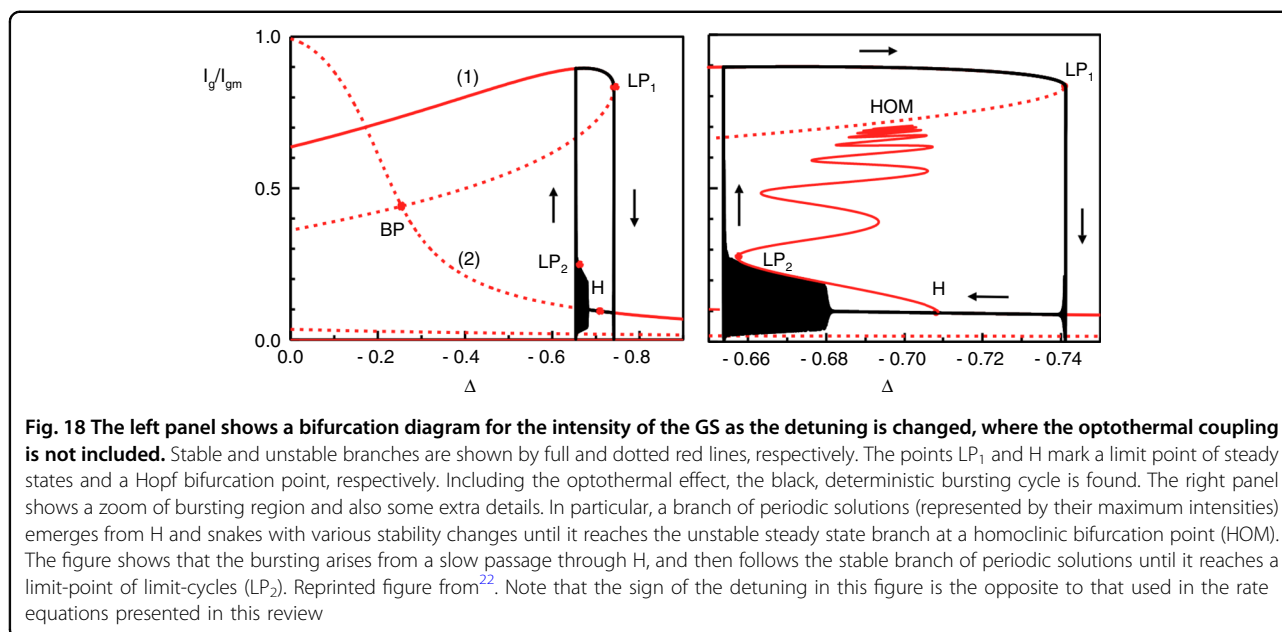 1.0
I_g/I_gm
(1)
LP₁
0.5
BP
(2)
LP₂
H
0.0
0.0 - 0.2 - 0.4 - 0.6 - 0.8
Δ
LP₁
HOM
LP₂
H
- 0.66 - 0.68 - 0.70 - 0.72 - 0.74
Δ
Fig. 18 The left panel shows a bifurcation diagram for the intensity of the GS as the detuning is changed, where the optothermal coupling
is not included. Stable and unstable branches are shown by full and dotted red lines, respectively. The points LP₁ and H mark a limit point of steady
states and a Hopf bifurcation point, respectively. Including the optothermal effect, the black, deterministic bursting cycle is found. The right panel
shows a zoom of bursting region and also some extra details. In particular, a branch of periodic solutions (represented by their maximum intensities)
emerges from H and snakes with various stability changes until it reaches the unstable steady state branch at a homoclinic bifurcation point (HOM).
The figure shows that the bursting arises from a slow passage through H, and then follows the stable branch of periodic solutions until it reaches a
limit-point of limit-cycles (LP₂). Reprinted figure from²². Note that the sign of the detuning in this figure is the opposite to that used in the rate
equations presented in this review